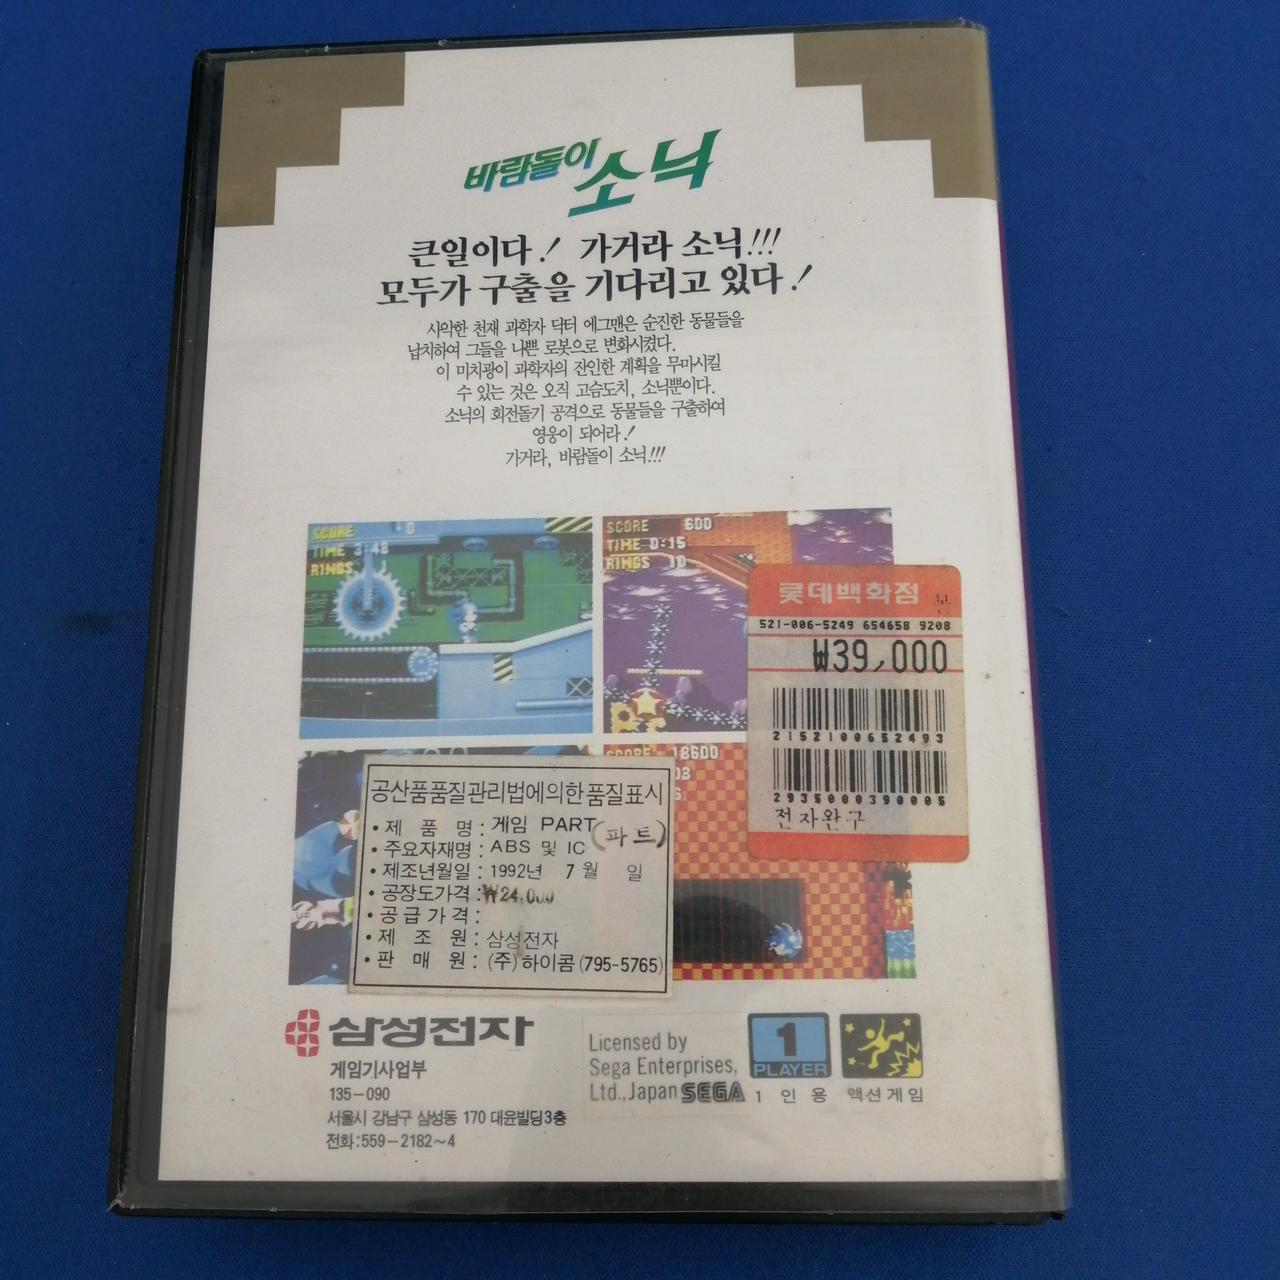 바람돌이 소닉
큰일이다! 가거라 소닉!!!
모두가 구출을 기다리고 있다!
사악한 천재 과학자 닥터 에그맨은 순진한 동물들을
납치하여 그들을 나쁜 로봇으로 변화시켰다.
이 미치광이 과학자의 잔인한 계획을 무마시킬
수 있는 것은 오직 고슴도치, 소닉뿐이다.
소닉의 회전돌기 공격으로 동물들을 구출하여
영웅이 되어라!
가거라, 바람돌이 소닉!!!
SCORE 0
TIME 3:48
RINGS 1
SCORE 600
TIME 0:15
RINGS 10
롯데백화점
521-006-5249 654658 9208
₩39,000
2152100652493
2935000390005
전자완구
SCORE 18600
03
6
공산품품질관리법에의한품질표시
• 제 품 명 : 게임 PART(파트)
• 주요자재명 : ABS 및 IC
• 제조년월일 : 1992년 7월 일
• 공장도가격 : ₩24,000
• 공급가격 :
• 제 조 원 : 삼성전자
• 판 매 원 : (주)하이콤(795-5765)
삼성전자
게임기사업부
135-090
서울시 강남구 삼성동 170 대윤빌딩3층
전화:559-2182~4
Licensed by
Sega Enterprises,
Ltd.,Japan SEGA
1
PLAYER
1 인 용
액션게임